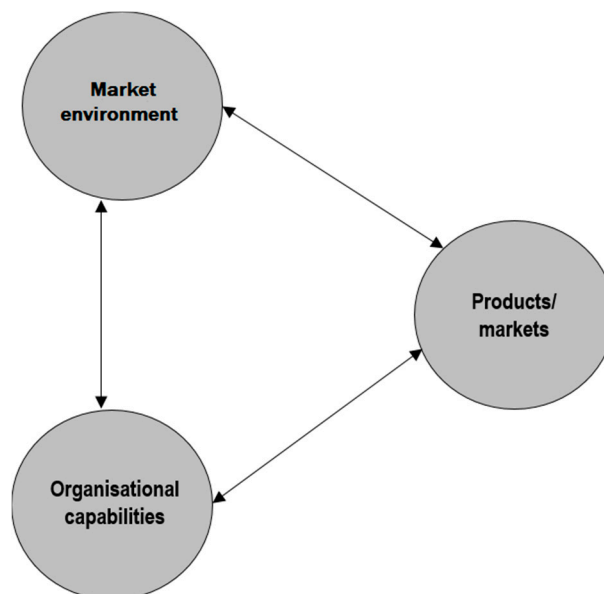 Market
environment
Products/
markets
Organisational
capabilities